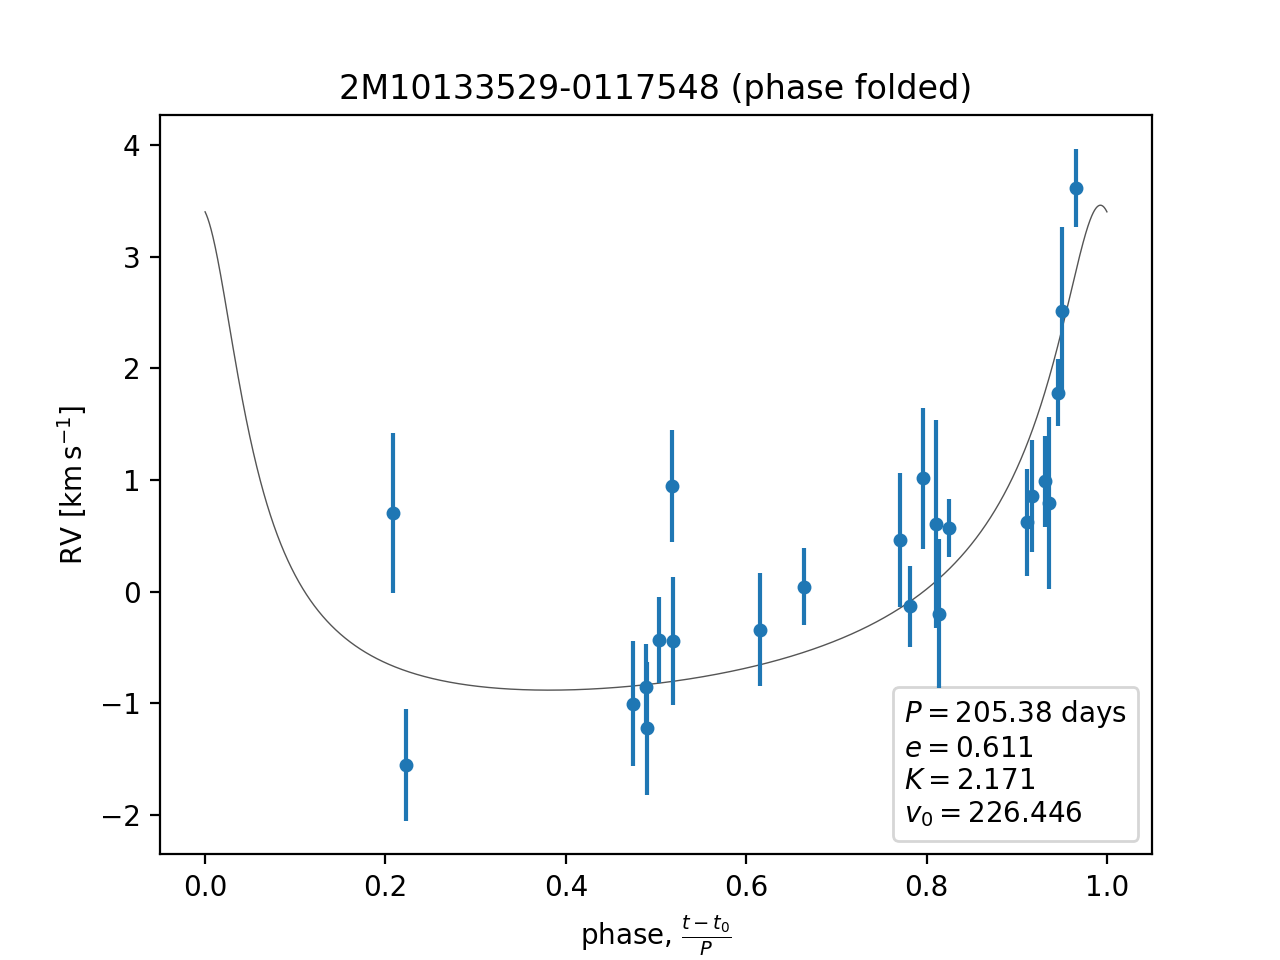 2M10133529-0117548 (phase folded)
4
3
2
1
0
−1
−2
RV [km s⁻¹]
P = 205.38 days
e = 0.611
K = 2.171
v₀ = 226.446
0.0 0.2 0.4 0.6 0.8 1.0
phase, (t − t₀)/P